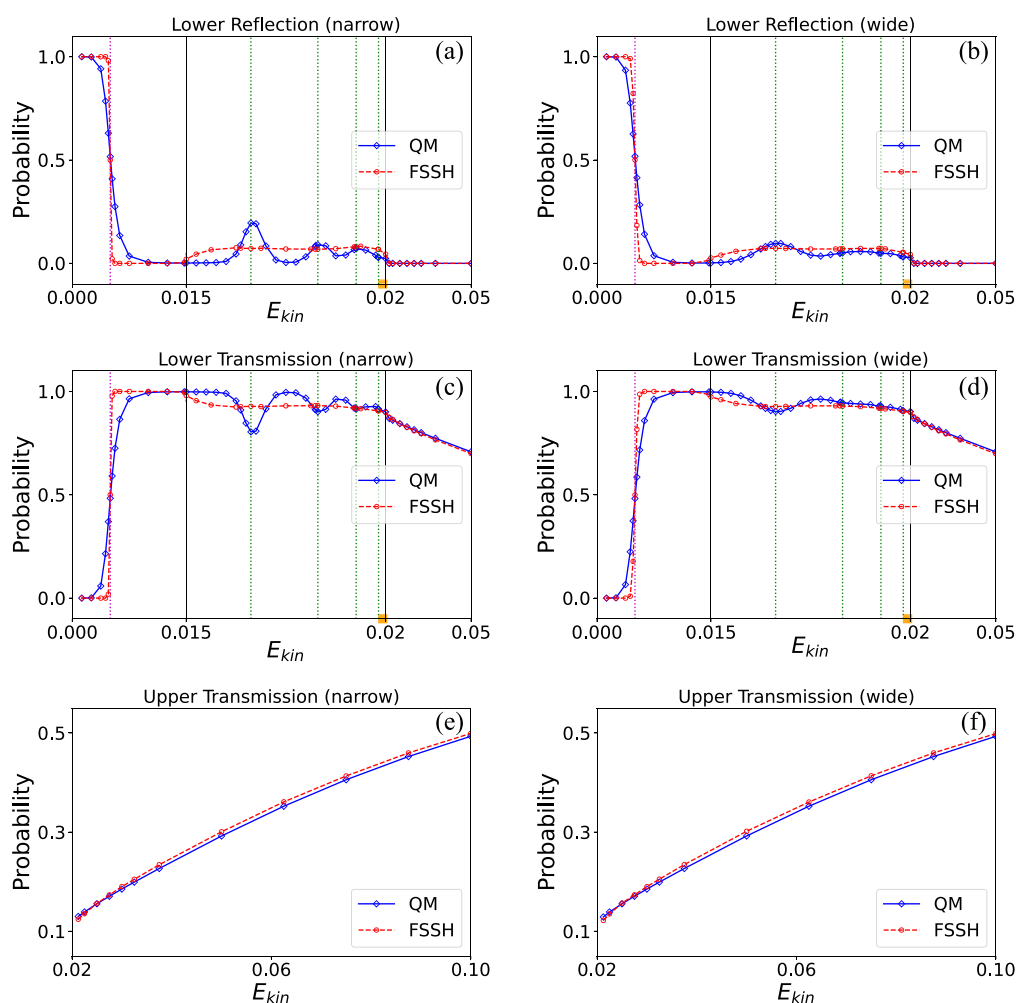 Lower Reflection (narrow)
(a)
1.0
0.5
0.0
Probability
QM
FSSH
0.000
0.015
0.02
0.05
E_kin
Lower Reflection (wide)
(b)
1.0
0.5
0.0
Probability
QM
FSSH
0.000
0.015
0.02
0.05
E_kin
Lower Transmission (narrow)
(c)
1.0
0.5
0.0
Probability
QM
FSSH
0.000
0.015
0.02
0.05
E_kin
Lower Transmission (wide)
(d)
1.0
0.5
0.0
Probability
QM
FSSH
0.000
0.015
0.02
0.05
E_kin
Upper Transmission (narrow)
(e)
0.5
0.3
0.1
Probability
QM
FSSH
0.02
0.06
0.10
E_kin
Upper Transmission (wide)
(f)
0.5
0.3
0.1
Probability
QM
FSSH
0.02
0.06
0.10
E_kin